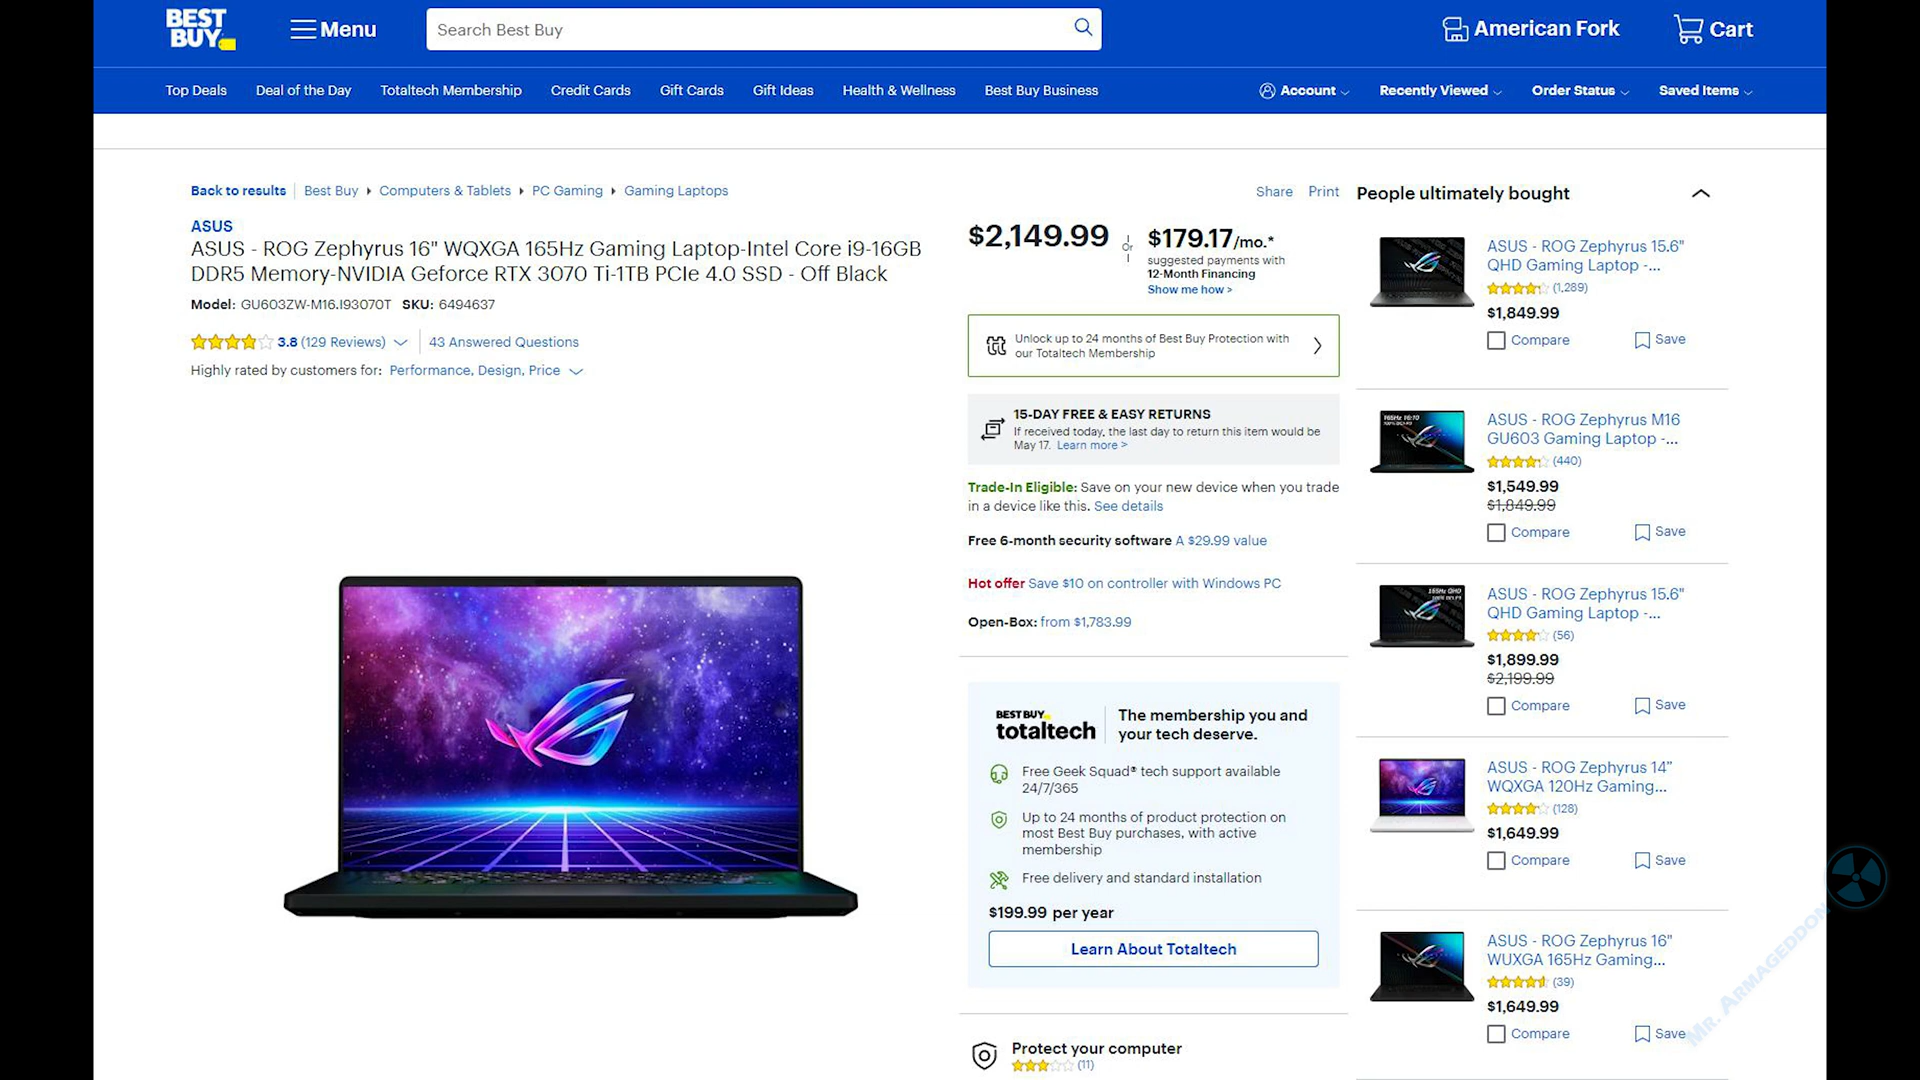 BEST
BUY
Menu
Search Best Buy
American Fork
Cart
Top Deals
Deal of the Day
Totaltech Membership
Credit Cards
Gift Cards
Gift Ideas
Health & Wellness
Best Buy Business
Account
Recently Viewed
Order Status
Saved Items
Back to results
Best Buy
Computers & Tablets
PC Gaming
Gaming Laptops
Share
Print
ASUS
ASUS - ROG Zephyrus 16" WQXGA 165Hz Gaming Laptop-Intel Core i9-16GB
DDR5 Memory-NVIDIA Geforce RTX 3070 Ti-1TB PCIe 4.0 SSD - Off Black
Model: GU603ZW-M16.I93070T SKU: 6494637
3.8 (129 Reviews)
43 Answered Questions
Highly rated by customers for: Performance, Design, Price
$2,149.99
Or
$179.17/mo.*
suggested payments with
12-Month Financing
Show me how >
Unlock up to 24 months of Best Buy Protection with
our Totaltech Membership
15-DAY FREE & EASY RETURNS
If received today, the last day to return this item would be
May 17. Learn more >
Trade-In Eligible: Save on your new device when you trade
in a device like this. See details
Free 6-month security software A $29.99 value
Hot offer Save $10 on controller with Windows PC
Open-Box: from $1,783.99
BEST BUY
totaltech
The membership you and
your tech deserve.
Free Geek Squad® tech support available
24/7/365
Up to 24 months of product protection on
most Best Buy purchases, with active
membership
Free delivery and standard installation
$199.99 per year
Learn About Totaltech
Protect your computer
(11)
People ultimately bought
ASUS - ROG Zephyrus 15.6"
QHD Gaming Laptop -...
(1,289)
$1,849.99
Compare
Save
165Hz 16:10
ASUS - ROG Zephyrus M16
GU603 Gaming Laptop -...
(440)
$1,549.99
$1,849.99
Compare
Save
165Hz QHD
ASUS - ROG Zephyrus 15.6"
QHD Gaming Laptop -...
(56)
$1,899.99
$2,199.99
Compare
Save
ASUS - ROG Zephyrus 14”
WQXGA 120Hz Gaming...
(128)
$1,649.99
Compare
Save
ASUS - ROG Zephyrus 16"
WUXGA 165Hz Gaming...
(39)
$1,649.99
Compare
Save
MR. ARMAGEDDON